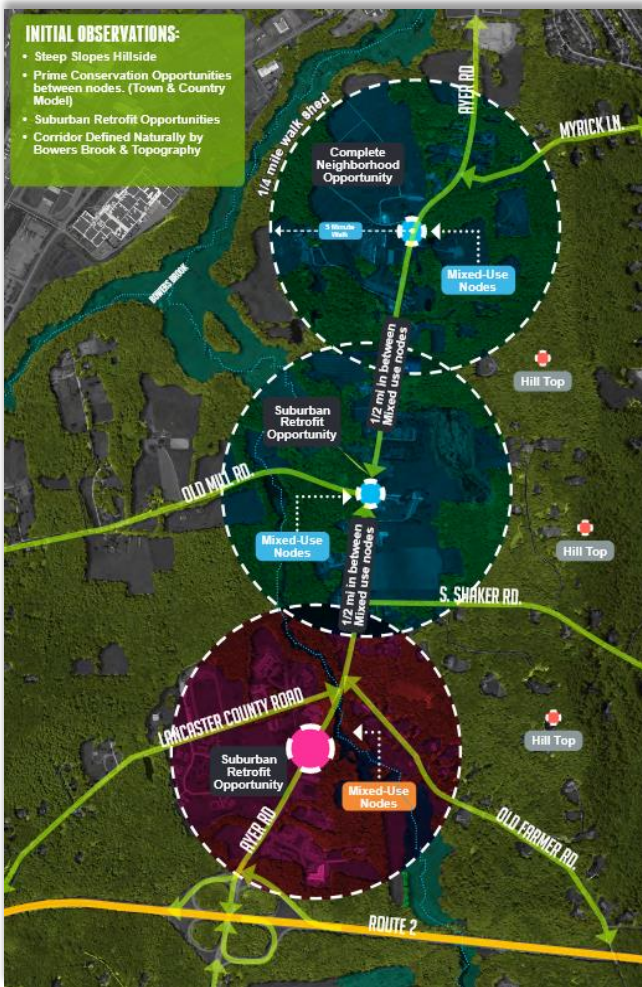 INITIAL OBSERVATIONS:
• Steep Slopes Hillside
• Prime Conservation Opportunities
between nodes. (Town & Country
Model)
• Suburban Retrofit Opportunities
• Corridor Defined Naturally by
Bowers Brook & Topography
AYER RD
MYRICK LN.
1/4 mile walk shed
Complete
Neighborhood
Opportunity
5 Minute
Walk
Mixed-Use
Nodes
BOWERS BROOK
1/2 mi in between
Mixed use nodes
Hill Top
Suburban
Retrofit
Opportunity
OLD MILL RD.
Mixed-Use
Nodes
Hill Top
1/2 mi in between
Mixed use nodes
S. SHAKER RD.
LANCASTER COUNTY ROAD
Hill Top
Suburban
Retrofit
Opportunity
Mixed-Use
Nodes
AYER RD
OLD FARMER RD.
ROUTE 2